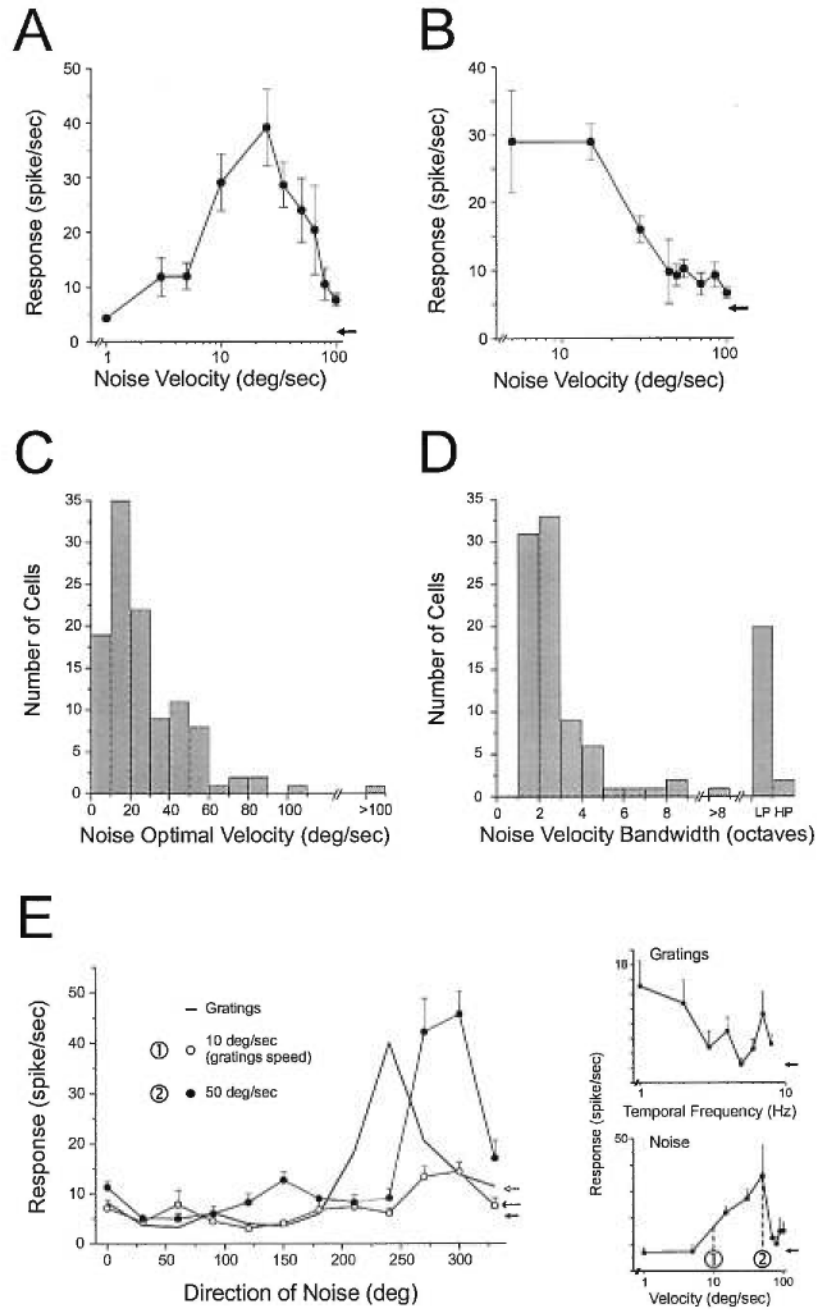 A
Response (spike/sec)
50
40
30
20
10
0
1
10
100
Noise Velocity (deg/sec)
B
Response (spike/sec)
40
30
20
10
0
10
100
Noise Velocity (deg/sec)
C
Number of Cells
35
30
25
20
15
10
5
0
0 20 40 60 80 100 >100
Noise Optimal Velocity (deg/sec)
D
Number of Cells
35
30
25
20
15
10
5
0
0 2 4 6 8 >8 LP HP
Noise Velocity Bandwidth (octaves)
E
Response (spike/sec)
50
40
30
20
10
0
Gratings
① 10 deg/sec
(gratings speed)
② 50 deg/sec
0 50 100 150 200 250 300
Direction of Noise (deg)
Response (spike/sec)
18
Gratings
1 10
Temporal Frequency (Hz)
50
Noise
① ②
1 10 100
Velocity (deg/sec)